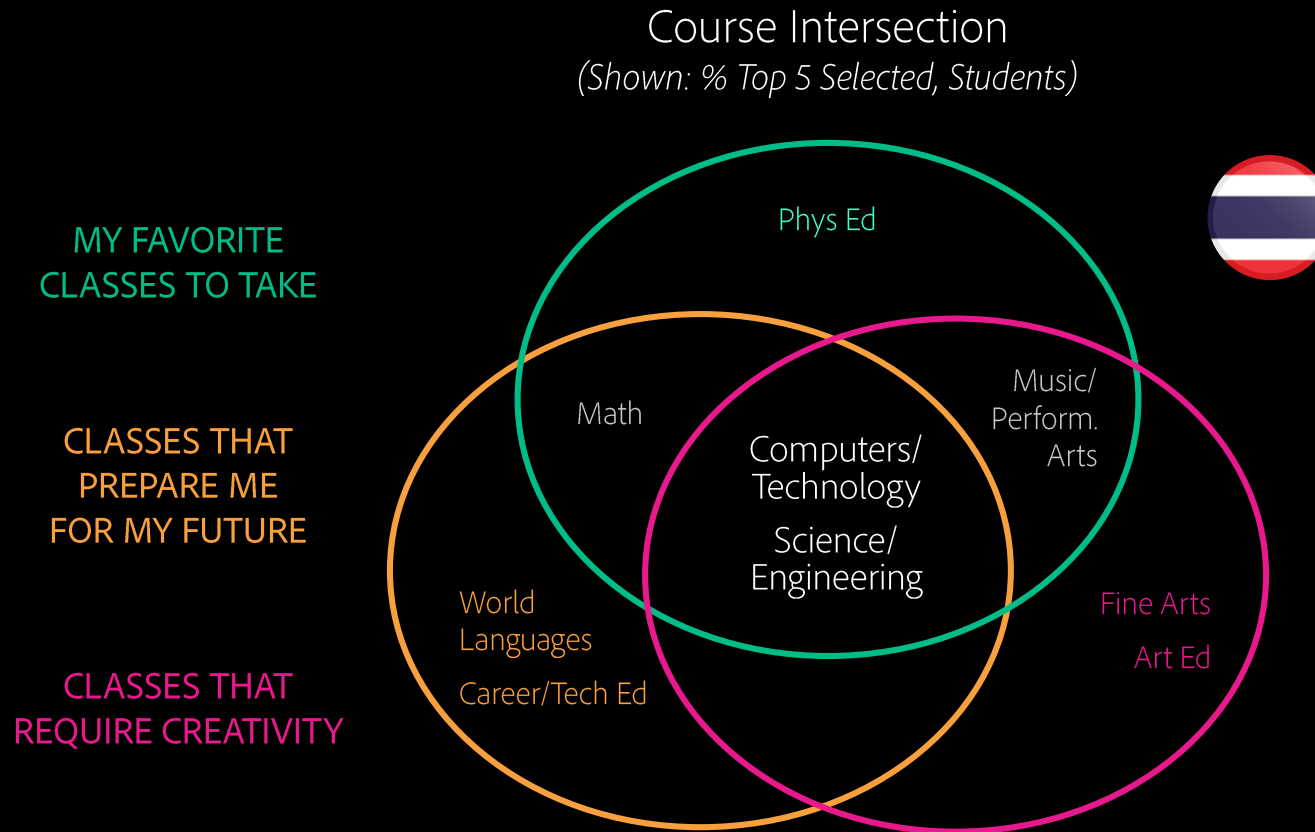 Course Intersection
(Shown: % Top 5 Selected, Students)
MY FAVORITE
CLASSES TO TAKE
CLASSES THAT
PREPARE ME
FOR MY FUTURE
CLASSES THAT
REQUIRE CREATIVITY
Phys Ed
Math
Music/
Perform.
Arts
Computers/
Technology
Science/
Engineering
World
Languages
Career/Tech Ed
Fine Arts
Art Ed